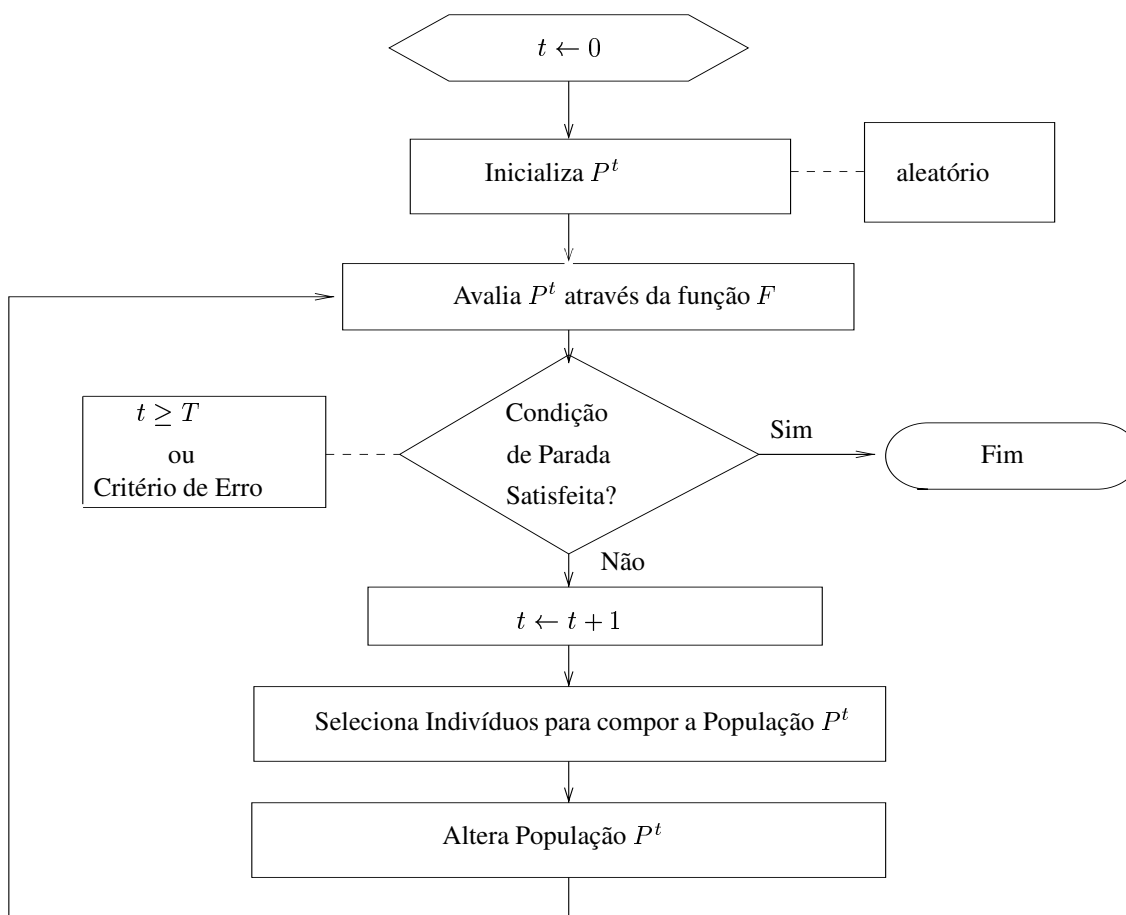 t ← 0
Inicializa P^t
aleatório
Avalia P^t através da função F
t ≥ T
ou
Critério de Erro
Condição
de Parada
Satisfeita?
Sim
Fim
Não
t ← t + 1
Seleciona Indivíduos para compor a População P^t
Altera População P^t